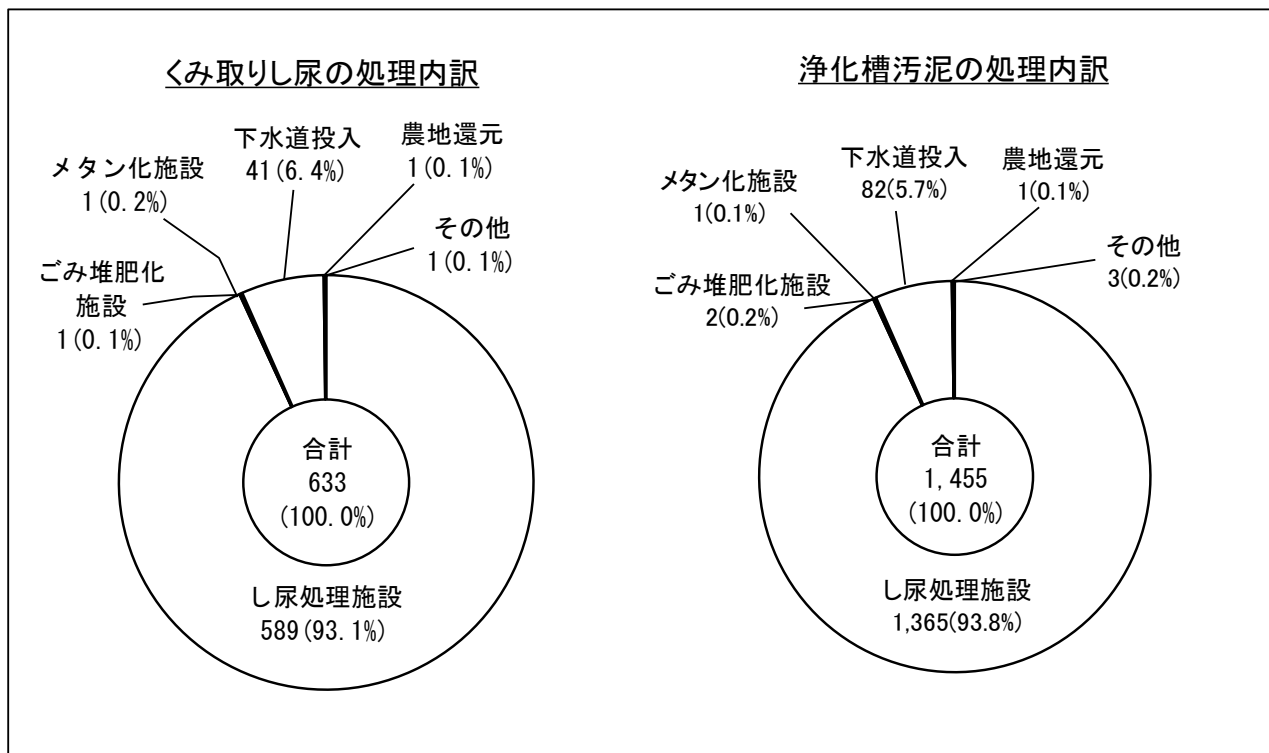 くみ取りし尿の処理内訳
メタン化施設
1(0.2%)
下水道投入
41(6.4%)
農地還元
1(0.1%)
その他
1(0.1%)
ごみ堆肥化
施設
1(0.1%)
合計
633
(100.0%)
し尿処理施設
589(93.1%)
浄化槽汚泥の処理内訳
メタン化施設
1(0.1%)
下水道投入
82(5.7%)
農地還元
1(0.1%)
その他
3(0.2%)
ごみ堆肥化施設
2(0.2%)
合計
1,455
(100.0%)
し尿処理施設
1,365(93.8%)